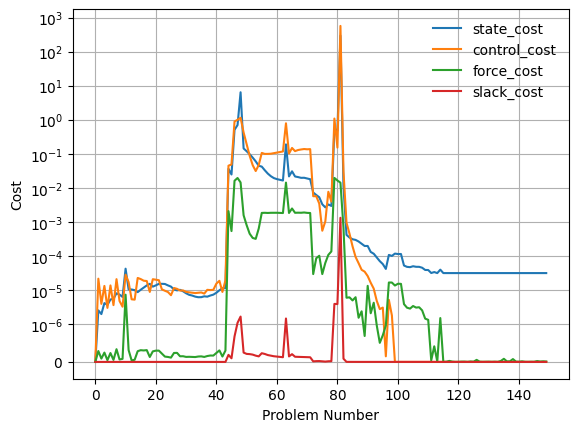 10³
10²
10¹
10⁰
10⁻¹
10⁻²
10⁻³
10⁻⁴
10⁻⁵
10⁻⁶
0
Cost
state_cost
control_cost
force_cost
slack_cost
0 20 40 60 80 100 120 140
Problem Number